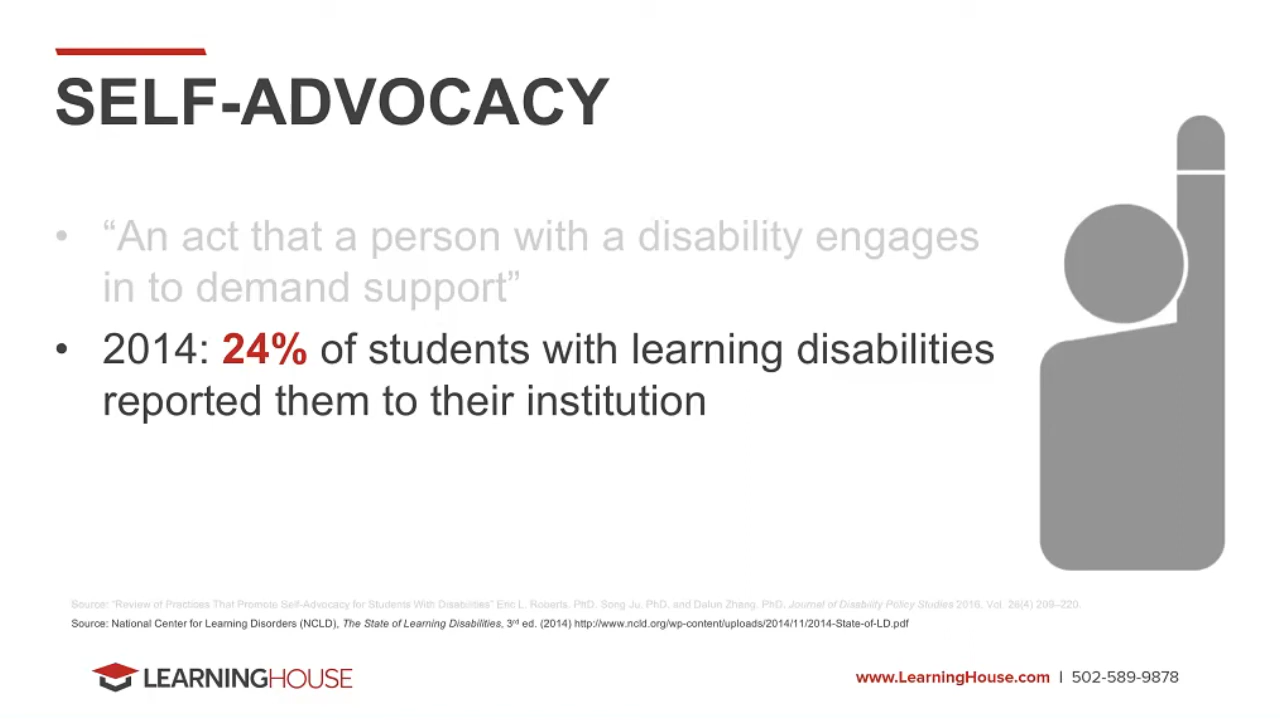 SELF-ADVOCACY
• “An act that a person with a disability engages
in to demand support”
• 2014: 24% of students with learning disabilities
reported them to their institution
Source: “Review of Practices That Promote Self-Advocacy for Students With Disabilities” Eric L. Roberts, PhD, Song Ju, PhD, and Dalun Zhang, PhD, Journal of Disability Policy Studies 2016, Vol. 26(4) 209–220.
Source: National Center for Learning Disorders (NCLD), The State of Learning Disabilities, 3rd ed. (2014) http://www.ncld.org/wp-content/uploads/2014/11/2014-State-of-LD.pdf
LEARNINGHOUSE
www.LearningHouse.com | 502-589-9878